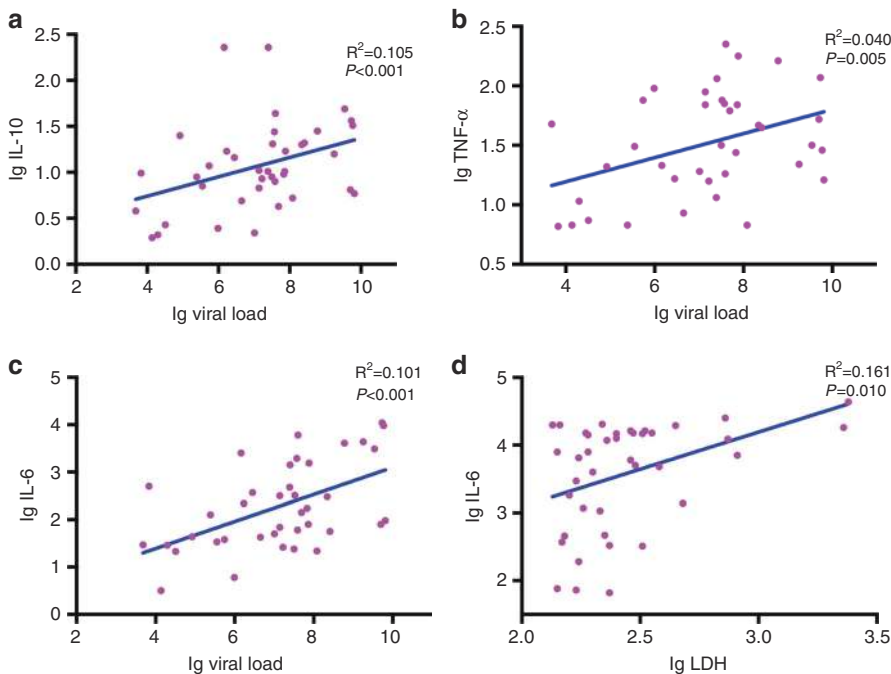 a
R²=0.105
P<0.001
lg IL-10
2.5
2.0
1.5
1.0
0.5
0.0
2 4 6 8 10
lg viral load
b
R²=0.040
P=0.005
lg TNF-α
2.5
2.0
1.5
1.0
0.5
4 6 8 10
lg viral load
c
R²=0.101
P<0.001
lg IL-6
5
4
3
2
1
0
2 4 6 8 10
lg viral load
d
R²=0.161
P=0.010
lg IL-6
5
4
3
2
2.0 2.5 3.0 3.5
lg LDH